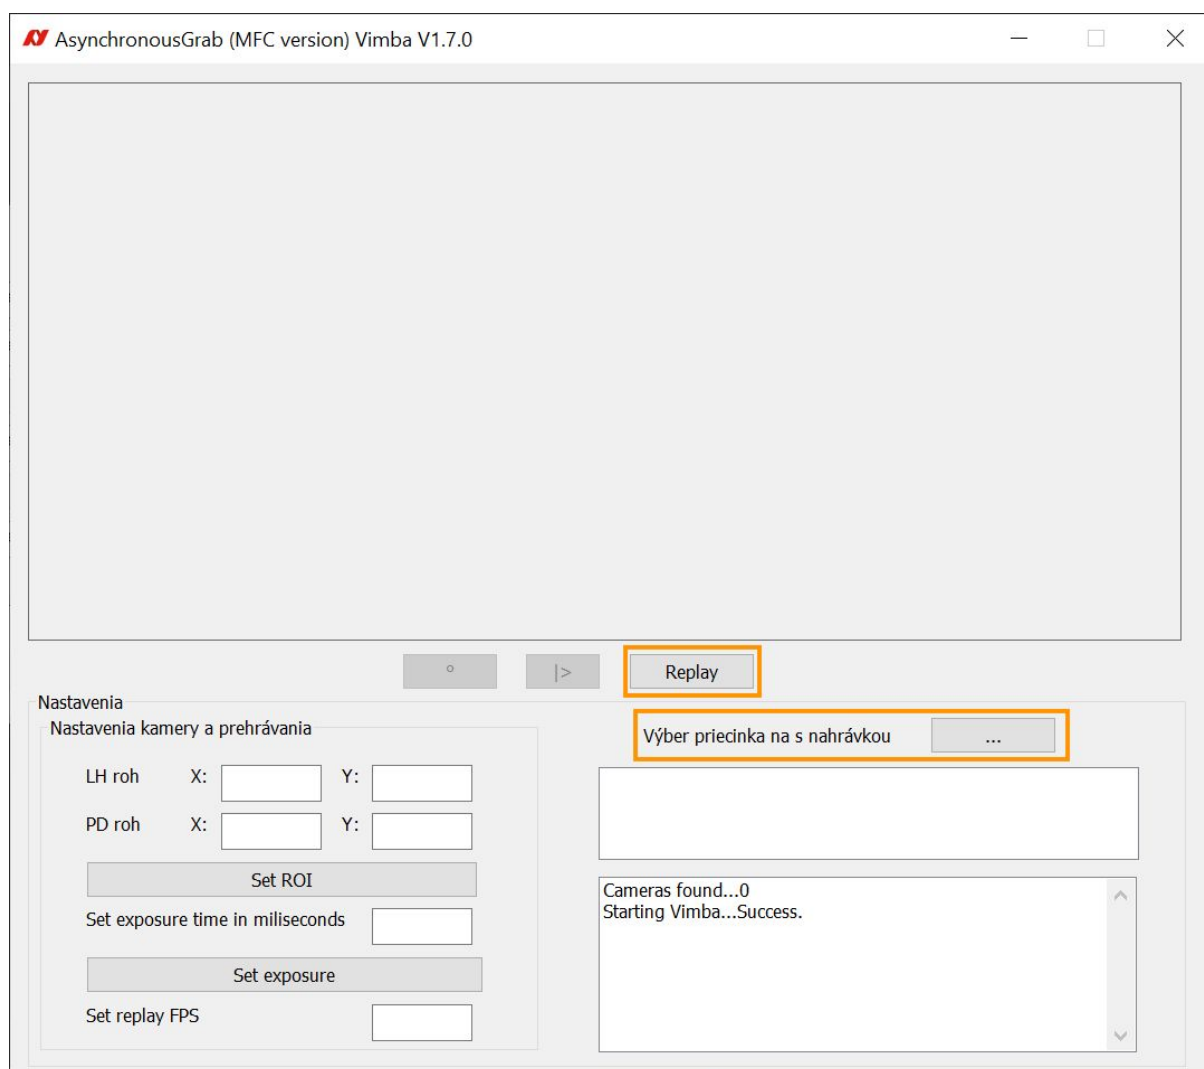 AsynchronousGrab (MFC version) Vimba V1.7.0
° |> Replay
Nastavenia
Nastavenia kamery a prehrávania
Výber priecinka na s nahrávkou ...
LH roh X: Y:
PD roh X: Y:
Set ROI
Cameras found...0
Starting Vimba...Success.
Set exposure time in miliseconds
Set exposure
Set replay FPS